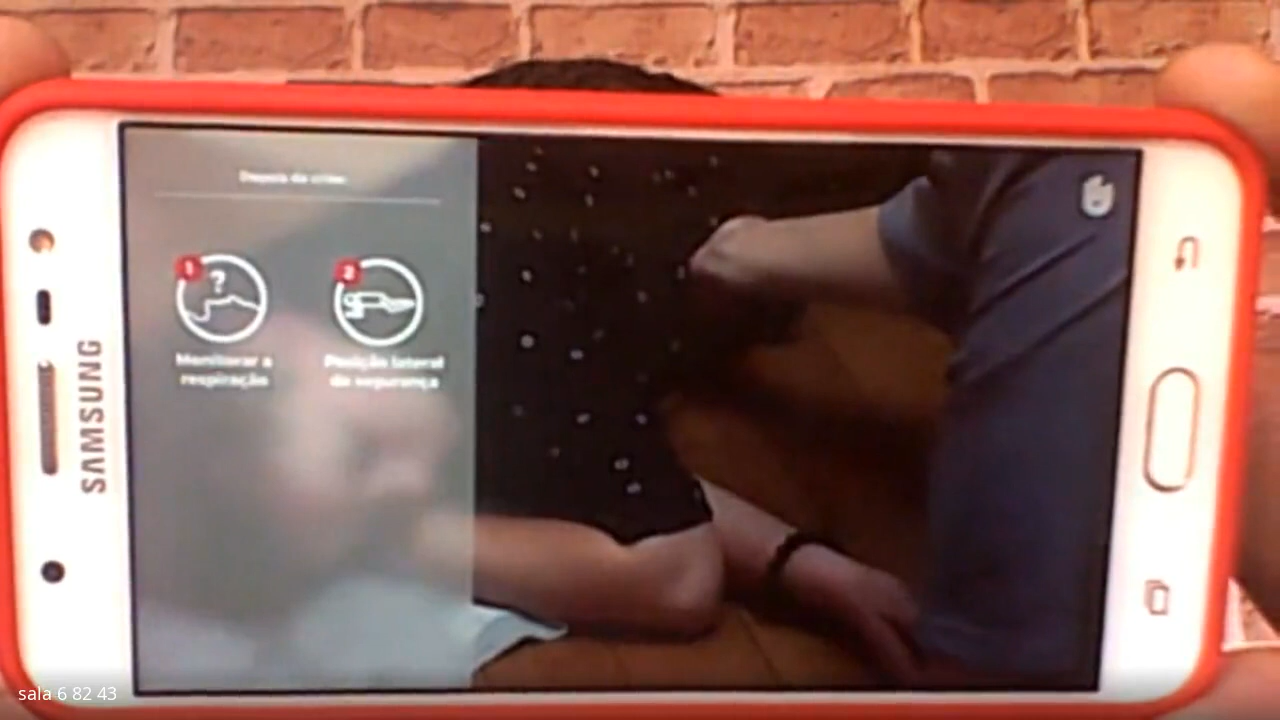 Depois da crise
1
2
Monitorar a
respiração
Posição lateral
de segurança
SAMSUNG
sala 6 82 43